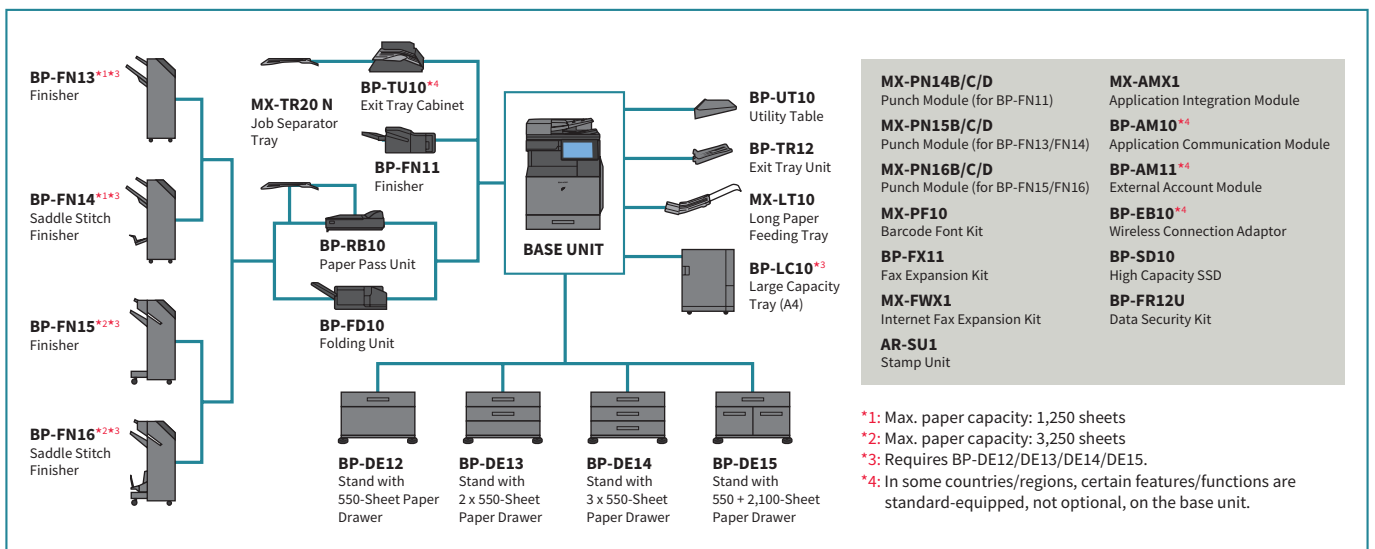 BP-FN13*1*3
Finisher
BP-FN14*1*3
Saddle Stitch
Finisher
BP-FN15*2*3
Finisher
BP-FN16*2*3
Saddle Stitch
Finisher
MX-TR20 N
Job Separator
Tray
BP-TU10*4
Exit Tray Cabinet
BP-FN11
Finisher
BP-RB10
Paper Pass Unit
BP-FD10
Folding Unit
BASE UNIT
BP-UT10
Utility Table
BP-TR12
Exit Tray Unit
MX-LT10
Long Paper
Feeding Tray
BP-LC10*3
Large Capacity
Tray (A4)
BP-DE12
Stand with
550-Sheet Paper
Drawer
BP-DE13
Stand with
2 x 550-Sheet
Paper Drawer
BP-DE14
Stand with
3 x 550-Sheet
Paper Drawer
BP-DE15
Stand with
550 + 2,100-Sheet
Paper Drawer
MX-PN14B/C/D
Punch Module (for BP-FN11)
MX-PN15B/C/D
Punch Module (for BP-FN13/FN14)
MX-PN16B/C/D
Punch Module (for BP-FN15/FN16)
MX-PF10
Barcode Font Kit
BP-FX11
Fax Expansion Kit
MX-FWX1
Internet Fax Expansion Kit
AR-SU1
Stamp Unit
MX-AMX1
Application Integration Module
BP-AM10*4
Application Communication Module
BP-AM11*4
External Account Module
BP-EB10*4
Wireless Connection Adaptor
BP-SD10
High Capacity SSD
BP-FR12U
Data Security Kit
*1: Max. paper capacity: 1,250 sheets
*2: Max. paper capacity: 3,250 sheets
*3: Requires BP-DE12/DE13/DE14/DE15.
*4: In some countries/regions, certain features/functions are
standard-equipped, not optional, on the base unit.